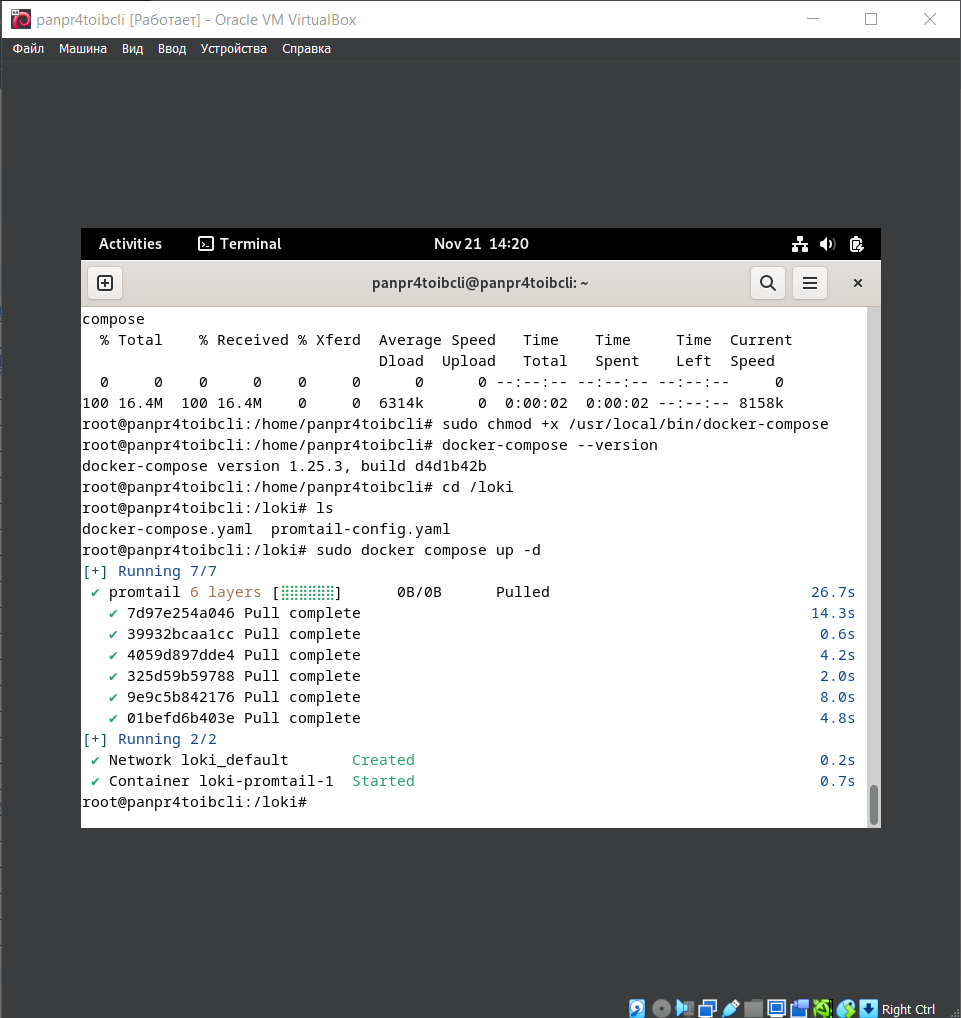 panpr4toibcli [Работает] - Oracle VM VirtualBox
Файл Машина Вид Ввод Устройства Справка
Activities Terminal Nov 21 14:20
panpr4toibcli@panpr4toibcli: ~
compose
% Total % Received % Xferd Average Speed Time Time Time Current
Dload Upload Total Spent Left Speed
0 0 0 0 0 0 0 0 --:--:-- --:--:-- --:--:-- 0
100 16.4M 100 16.4M 0 0 6314k 0 0:00:02 0:00:02 --:--:-- 8158k
root@panpr4toibcli:/home/panpr4toibcli# sudo chmod +x /usr/local/bin/docker-compose
root@panpr4toibcli:/home/panpr4toibcli# docker-compose --version
docker-compose version 1.25.3, build d4d1b42b
root@panpr4toibcli:/home/panpr4toibcli# cd /loki
root@panpr4toibcli:/loki# ls
docker-compose.yaml promtail-config.yaml
root@panpr4toibcli:/loki# sudo docker compose up -d
[+] Running 7/7
✔ promtail 6 layers [⣿⣿⣿⣿⣿⣿] 0B/0B Pulled 26.7s
✔ 7d97e254a046 Pull complete 14.3s
✔ 39932bcaa1cc Pull complete 0.6s
✔ 4059d897dde4 Pull complete 4.2s
✔ 325d59b59788 Pull complete 2.0s
✔ 9e9c5b842176 Pull complete 8.0s
✔ 01befd6b403e Pull complete 4.8s
[+] Running 2/2
✔ Network loki_default Created 0.2s
✔ Container loki-promtail-1 Started 0.7s
root@panpr4toibcli:/loki#
Right Ctrl